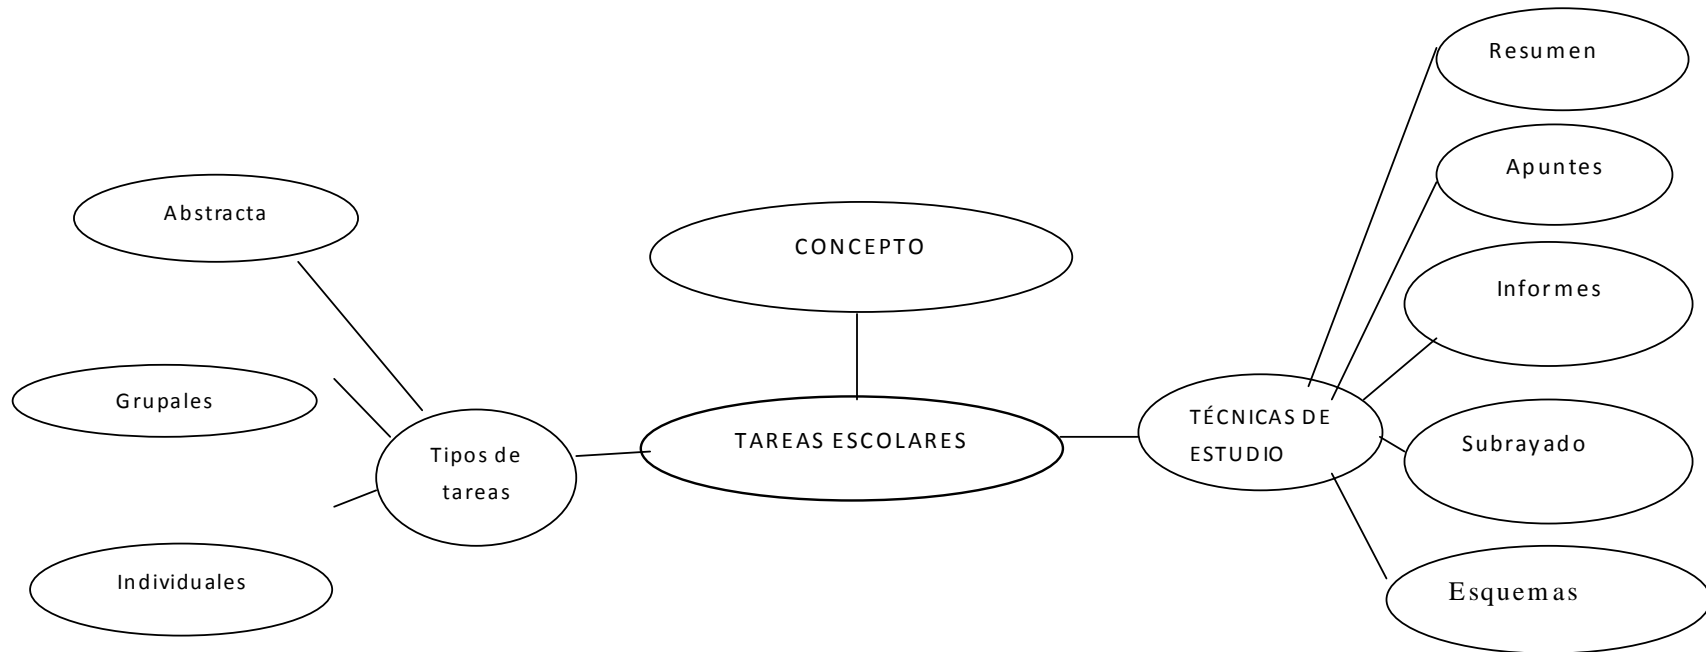 Resumen
Apuntes
Abstracta
CONCEPTO
Informes
Grupales
TÉCNICAS DE
ESTUDIO
TAREAS ESCOLARES
Subrayado
Tipos de
tareas
Individuales
Esquemas